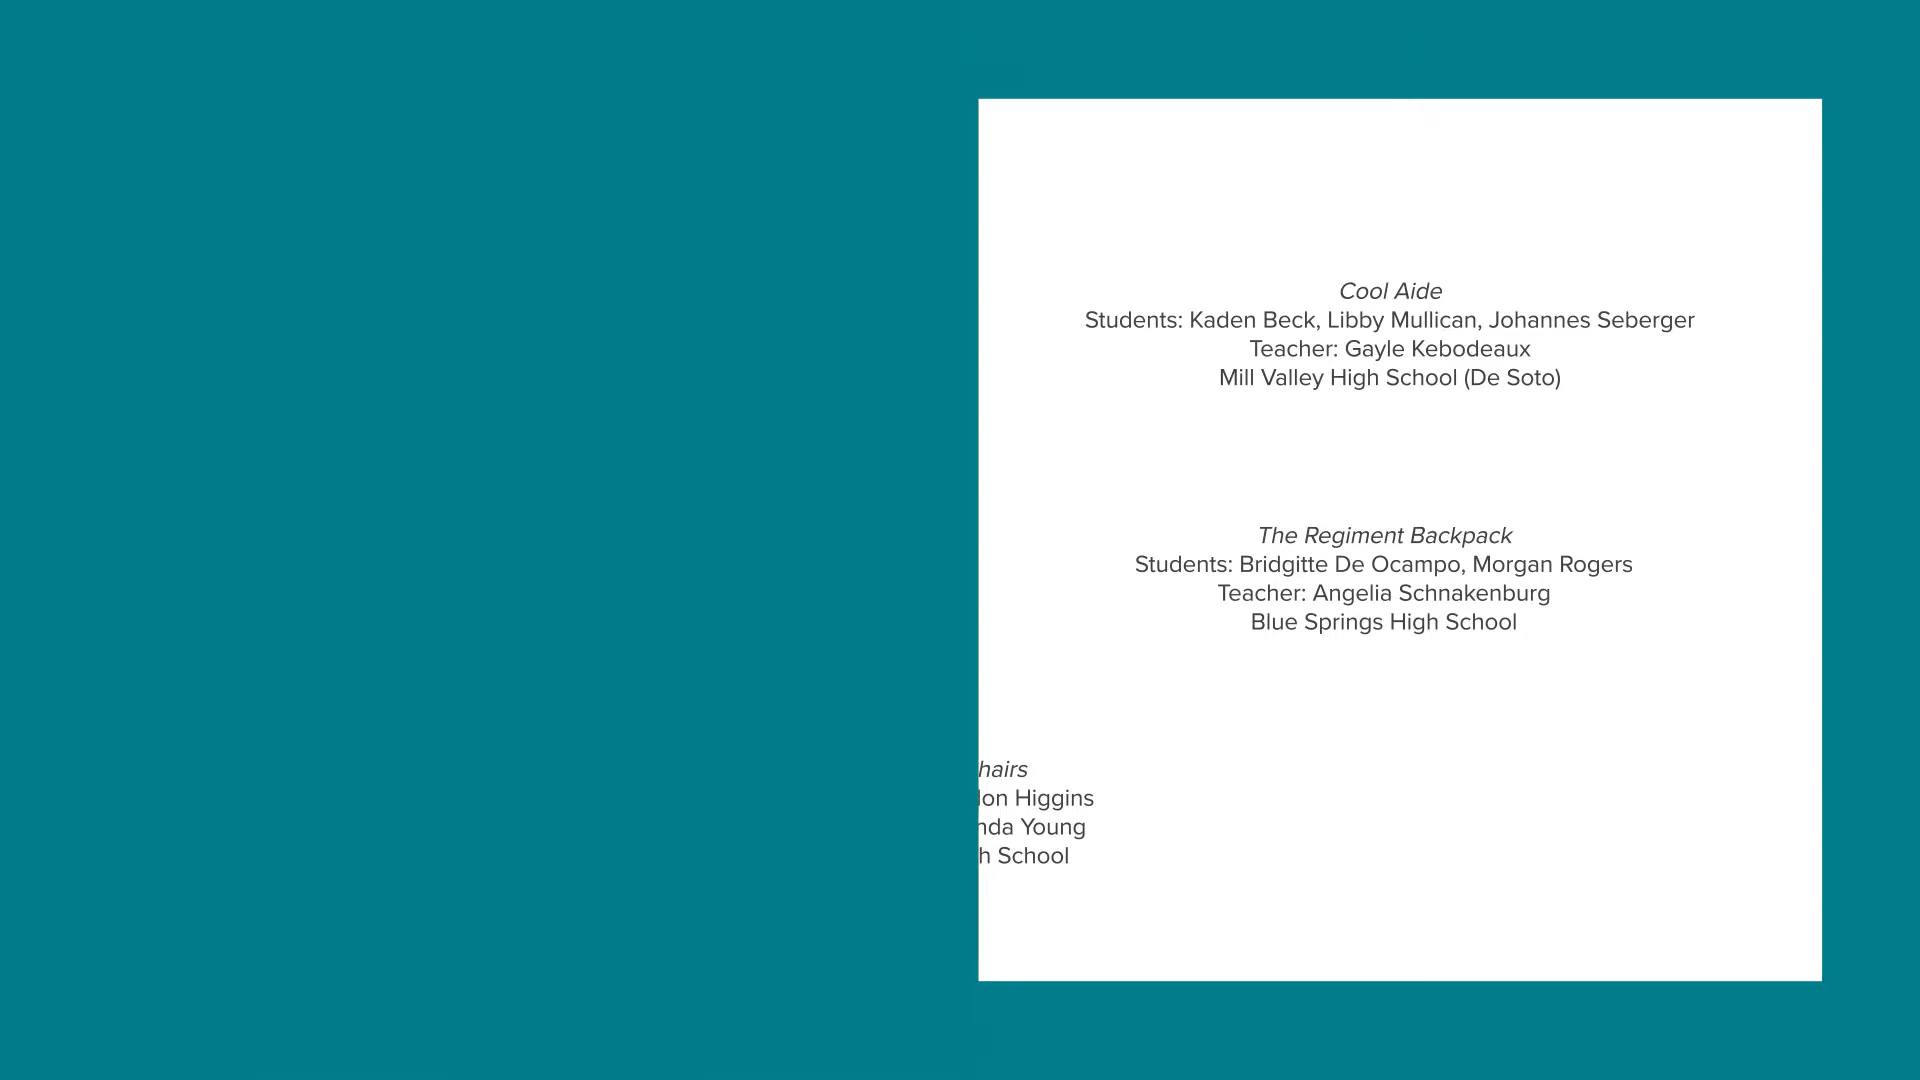 Cool Aide
Students: Kaden Beck, Libby Mullican, Johannes Seberger
Teacher: Gayle Kebodeaux
Mill Valley High School (De Soto)
The Regiment Backpack
Students: Bridgitte De Ocampo, Morgan Rogers
Teacher: Angelia Schnakenburg
Blue Springs High School
hairs
Higgins
Young
School